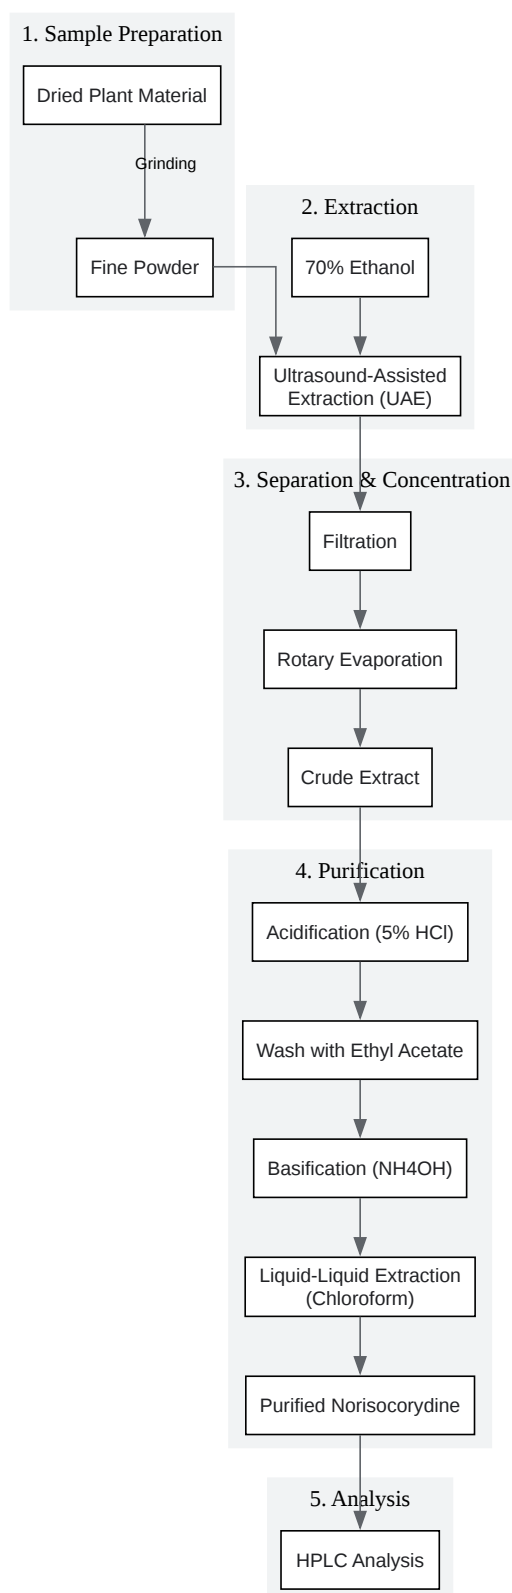 1. Sample Preparation
Dried Plant Material
Grinding
Fine Powder
2. Extraction
70% Ethanol
Ultrasound-Assisted
Extraction (UAE)
3. Separation & Concentration
Filtration
Rotary Evaporation
Crude Extract
4. Purification
Acidification (5% HCl)
Wash with Ethyl Acetate
Basification (NH4OH)
Liquid-Liquid Extraction
(Chloroform)
Purified Norisocorydine
5. Analysis
HPLC Analysis